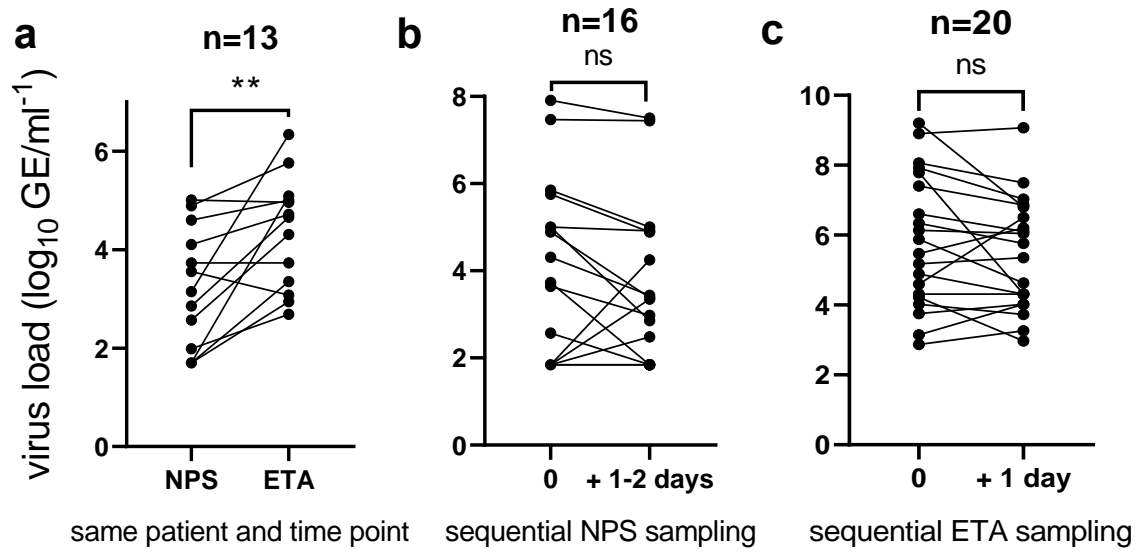 a
n=13
**
virus load (log10 GE/ml-1)
6
4
2
0
NPS
ETA
same patient and time point
b
n=16
ns
8
6
4
2
0
0
+ 1-2 days
sequential NPS sampling
c
n=20
ns
10
8
6
4
2
0
0
+ 1 day
sequential ETA sampling